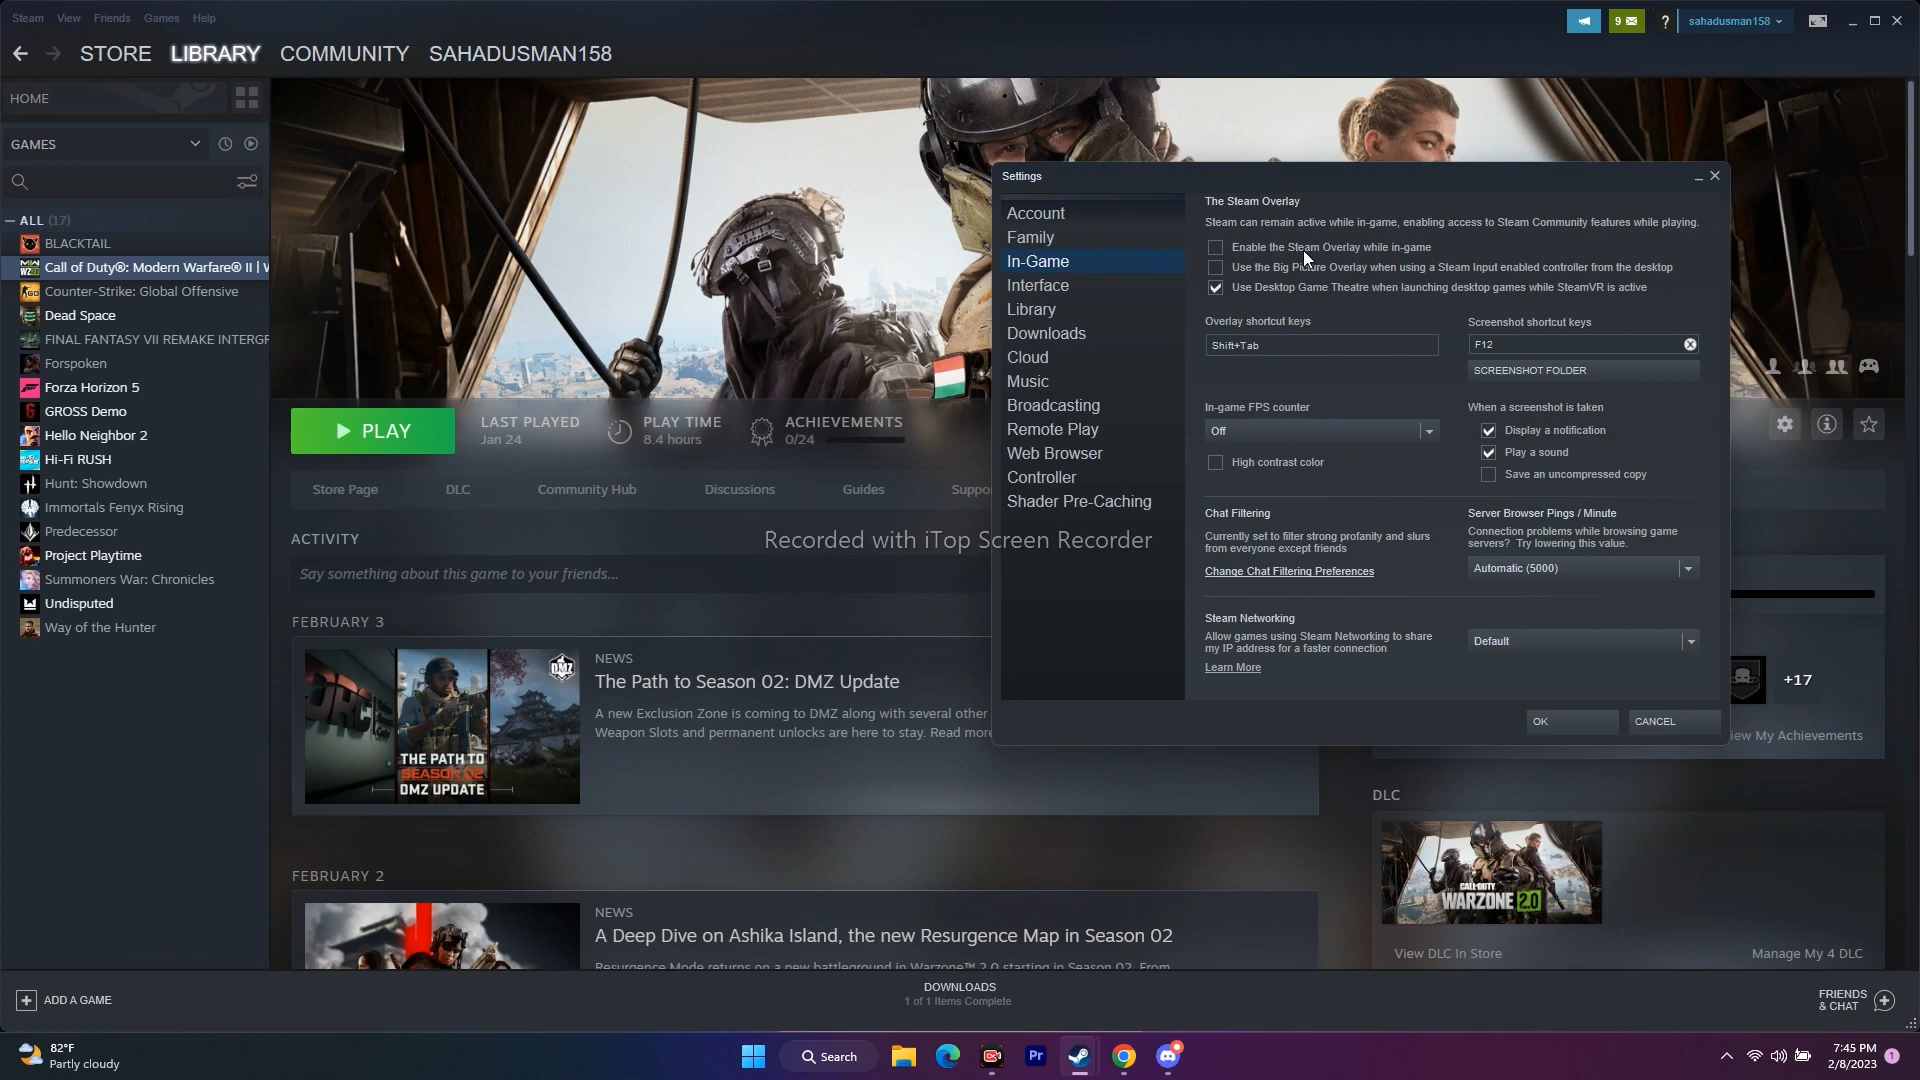 Steam View Friends Games Help
9
?
sahadusman158
STORE LIBRARY COMMUNITY SAHADUSMAN158
HOME
GAMES
ALL (17)
BLACKTAIL
Call of Duty®: Modern Warfare® II | W
Counter-Strike: Global Offensive
Dead Space
FINAL FANTASY VII REMAKE INTERGR
Forspoken
Forza Horizon 5
GROSS Demo
Hello Neighbor 2
Hi-Fi RUSH
Hunt: Showdown
Immortals Fenyx Rising
Predecessor
Project Playtime
Summoners War: Chronicles
Undisputed
Way of the Hunter
PLAY
LAST PLAYED
Jan 24
PLAY TIME
8.4 hours
ACHIEVEMENTS
0/24
Store Page DLC Community Hub Discussions Guides Suppo
ACTIVITY
Say something about this game to your friends...
Recorded with iTop Screen Recorder
FEBRUARY 3
DMZ
THE PATH TO
SEASON 02
DMZ UPDATE
NEWS
The Path to Season 02: DMZ Update
A new Exclusion Zone is coming to DMZ along with several other
Weapon Slots and permanent unlocks are here to stay. Read more
FEBRUARY 2
NEWS
A Deep Dive on Ashika Island, the new Resurgence Map in Season 02
Resurgence Mode returns on a new battleground in Warzone™ 2.0 starting in Season 02. From
Settings
Account
Family
In-Game
Interface
Library
Downloads
Cloud
Music
Broadcasting
Remote Play
Web Browser
Controller
Shader Pre-Caching
The Steam Overlay
Steam can remain active while in-game, enabling access to Steam Community features while playing.
Enable the Steam Overlay while in-game
Use the Big Picture Overlay when using a Steam Input enabled controller from the desktop
Use Desktop Game Theatre when launching desktop games while SteamVR is active
Overlay shortcut keys
Shift+Tab
Screenshot shortcut keys
F12
SCREENSHOT FOLDER
In-game FPS counter
Off
High contrast color
When a screenshot is taken
Display a notification
Play a sound
Save an uncompressed copy
Chat Filtering
Currently set to filter strong profanity and slurs
from everyone except friends
Change Chat Filtering Preferences
Server Browser Pings / Minute
Connection problems while browsing game
servers? Try lowering this value.
Automatic (5000)
Steam Networking
Allow games using Steam Networking to share
my IP address for a faster connection
Learn More
Default
OK
CANCEL
+17
iew My Achievements
DLC
CALL OF DUTY
WARZONE 2.0
View DLC In Store
Manage My 4 DLC
ADD A GAME
DOWNLOADS
1 of 1 Items Complete
FRIENDS
& CHAT
82°F
Partly cloudy
Search
Pr
7:45 PM
2/8/2023
1